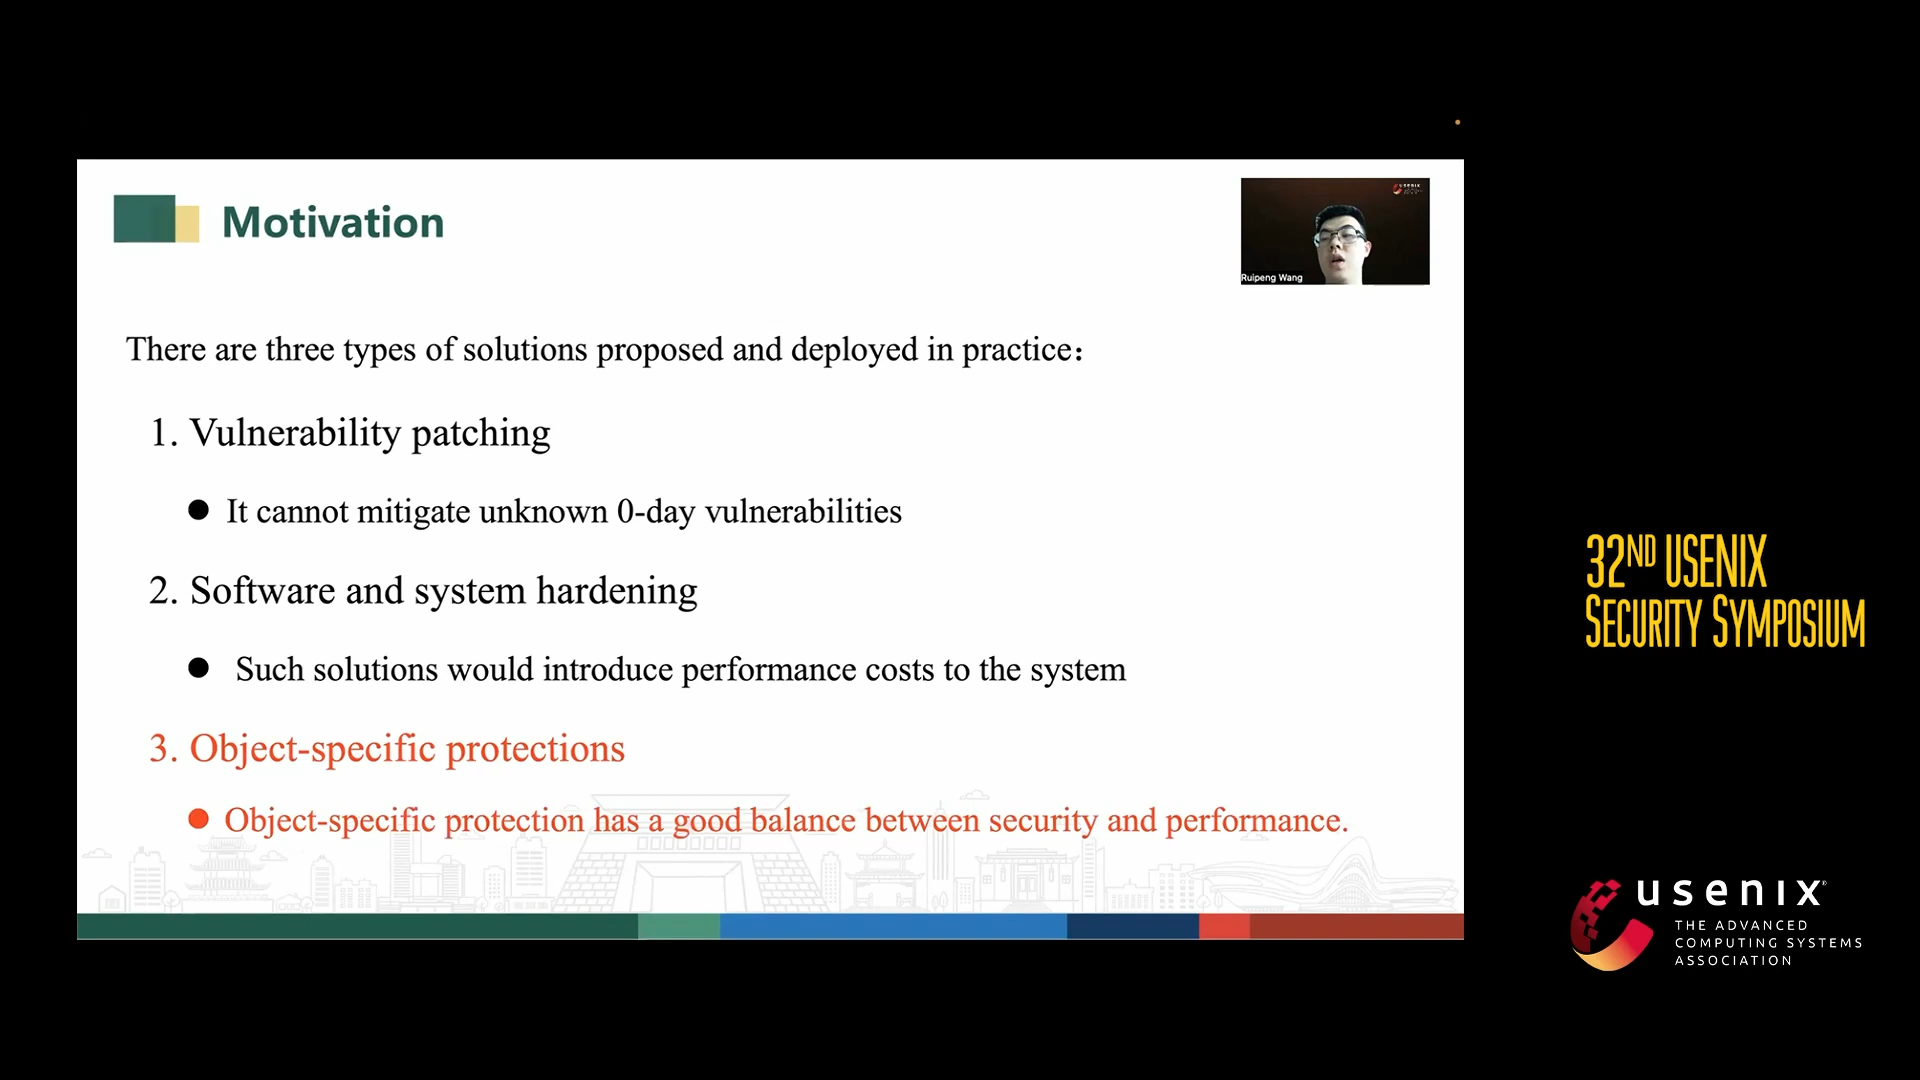 Motivation
Ruipeng Wang
There are three types of solutions proposed and deployed in practice：
1. Vulnerability patching
● It cannot mitigate unknown 0-day vulnerabilities
2. Software and system hardening
● Such solutions would introduce performance costs to the system
3. Object-specific protections
● Object-specific protection has a good balance between security and performance.
32ND USENIX
SECURITY SYMPOSIUM
usenix®
THE ADVANCED
COMPUTING SYSTEMS
ASSOCIATION